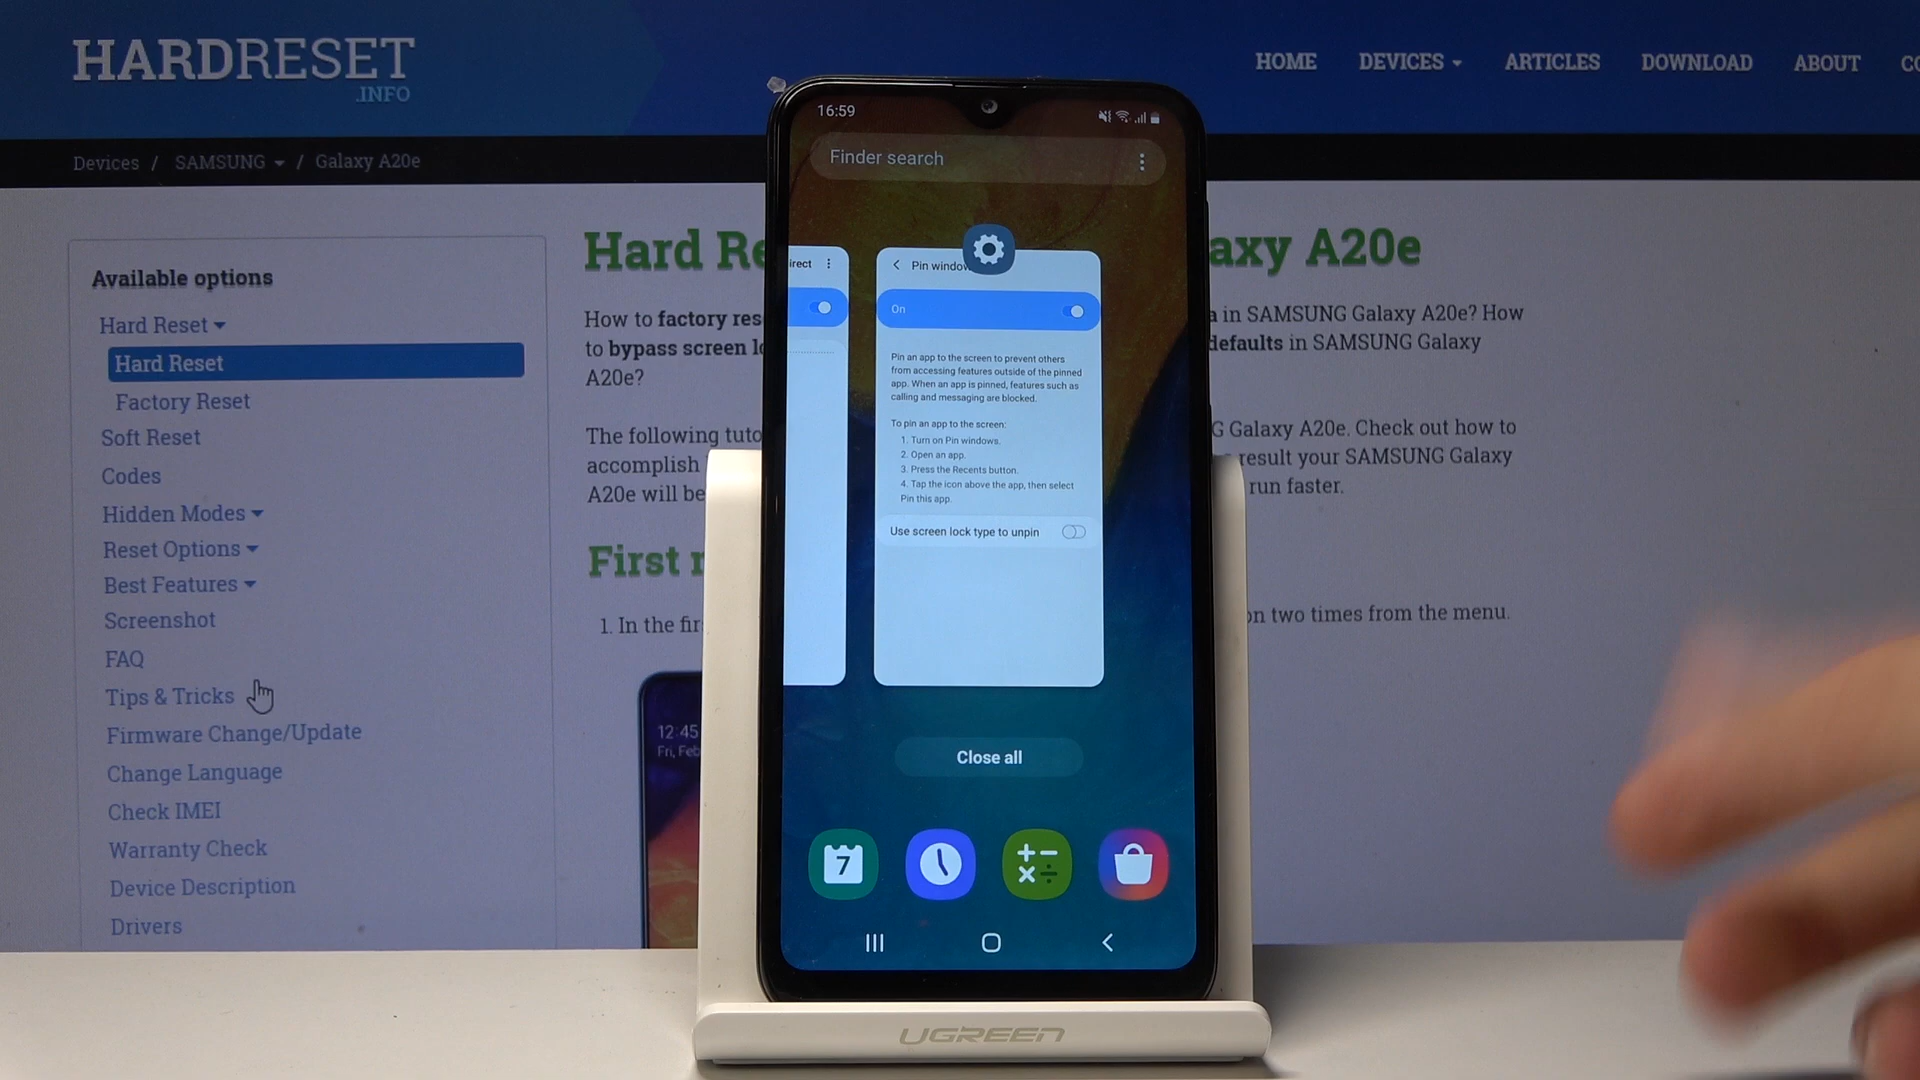 HARDRESET
.INFO
HOME DEVICES ARTICLES DOWNLOAD ABOUT
Devices / SAMSUNG / Galaxy A20e
Available options
Hard Reset
Hard Reset
Factory Reset
Soft Reset
Codes
Hidden Modes
Reset Options
Best Features
Screenshot
FAQ
Tips & Tricks
Firmware Change/Update
Change Language
Check IMEI
Warranty Check
Device Description
Drivers
Hard Re
axy A20e
How to factory res
to bypass screen l
A20e?
a in SAMSUNG Galaxy A20e? How
defaults in SAMSUNG Galaxy
The following tuto
accomplish
A20e will be
G Galaxy A20e. Check out how to
result your SAMSUNG Galaxy
run faster.
First
1. In the fir
on two times from the menu.
12:45
Fri, Feb
16:59
Finder search
irect
Pin window
On
Pin an app to the screen to prevent others
from accessing features outside of the pinned
app. When an app is pinned, features such as
calling and messaging are blocked.
To pin an app to the screen:
1. Turn on Pin windows.
2. Open an app.
3. Press the Recents button.
4. Tap the icon above the app, then select
Pin this app.
Use screen lock type to unpin
Close all
7
UGREEN